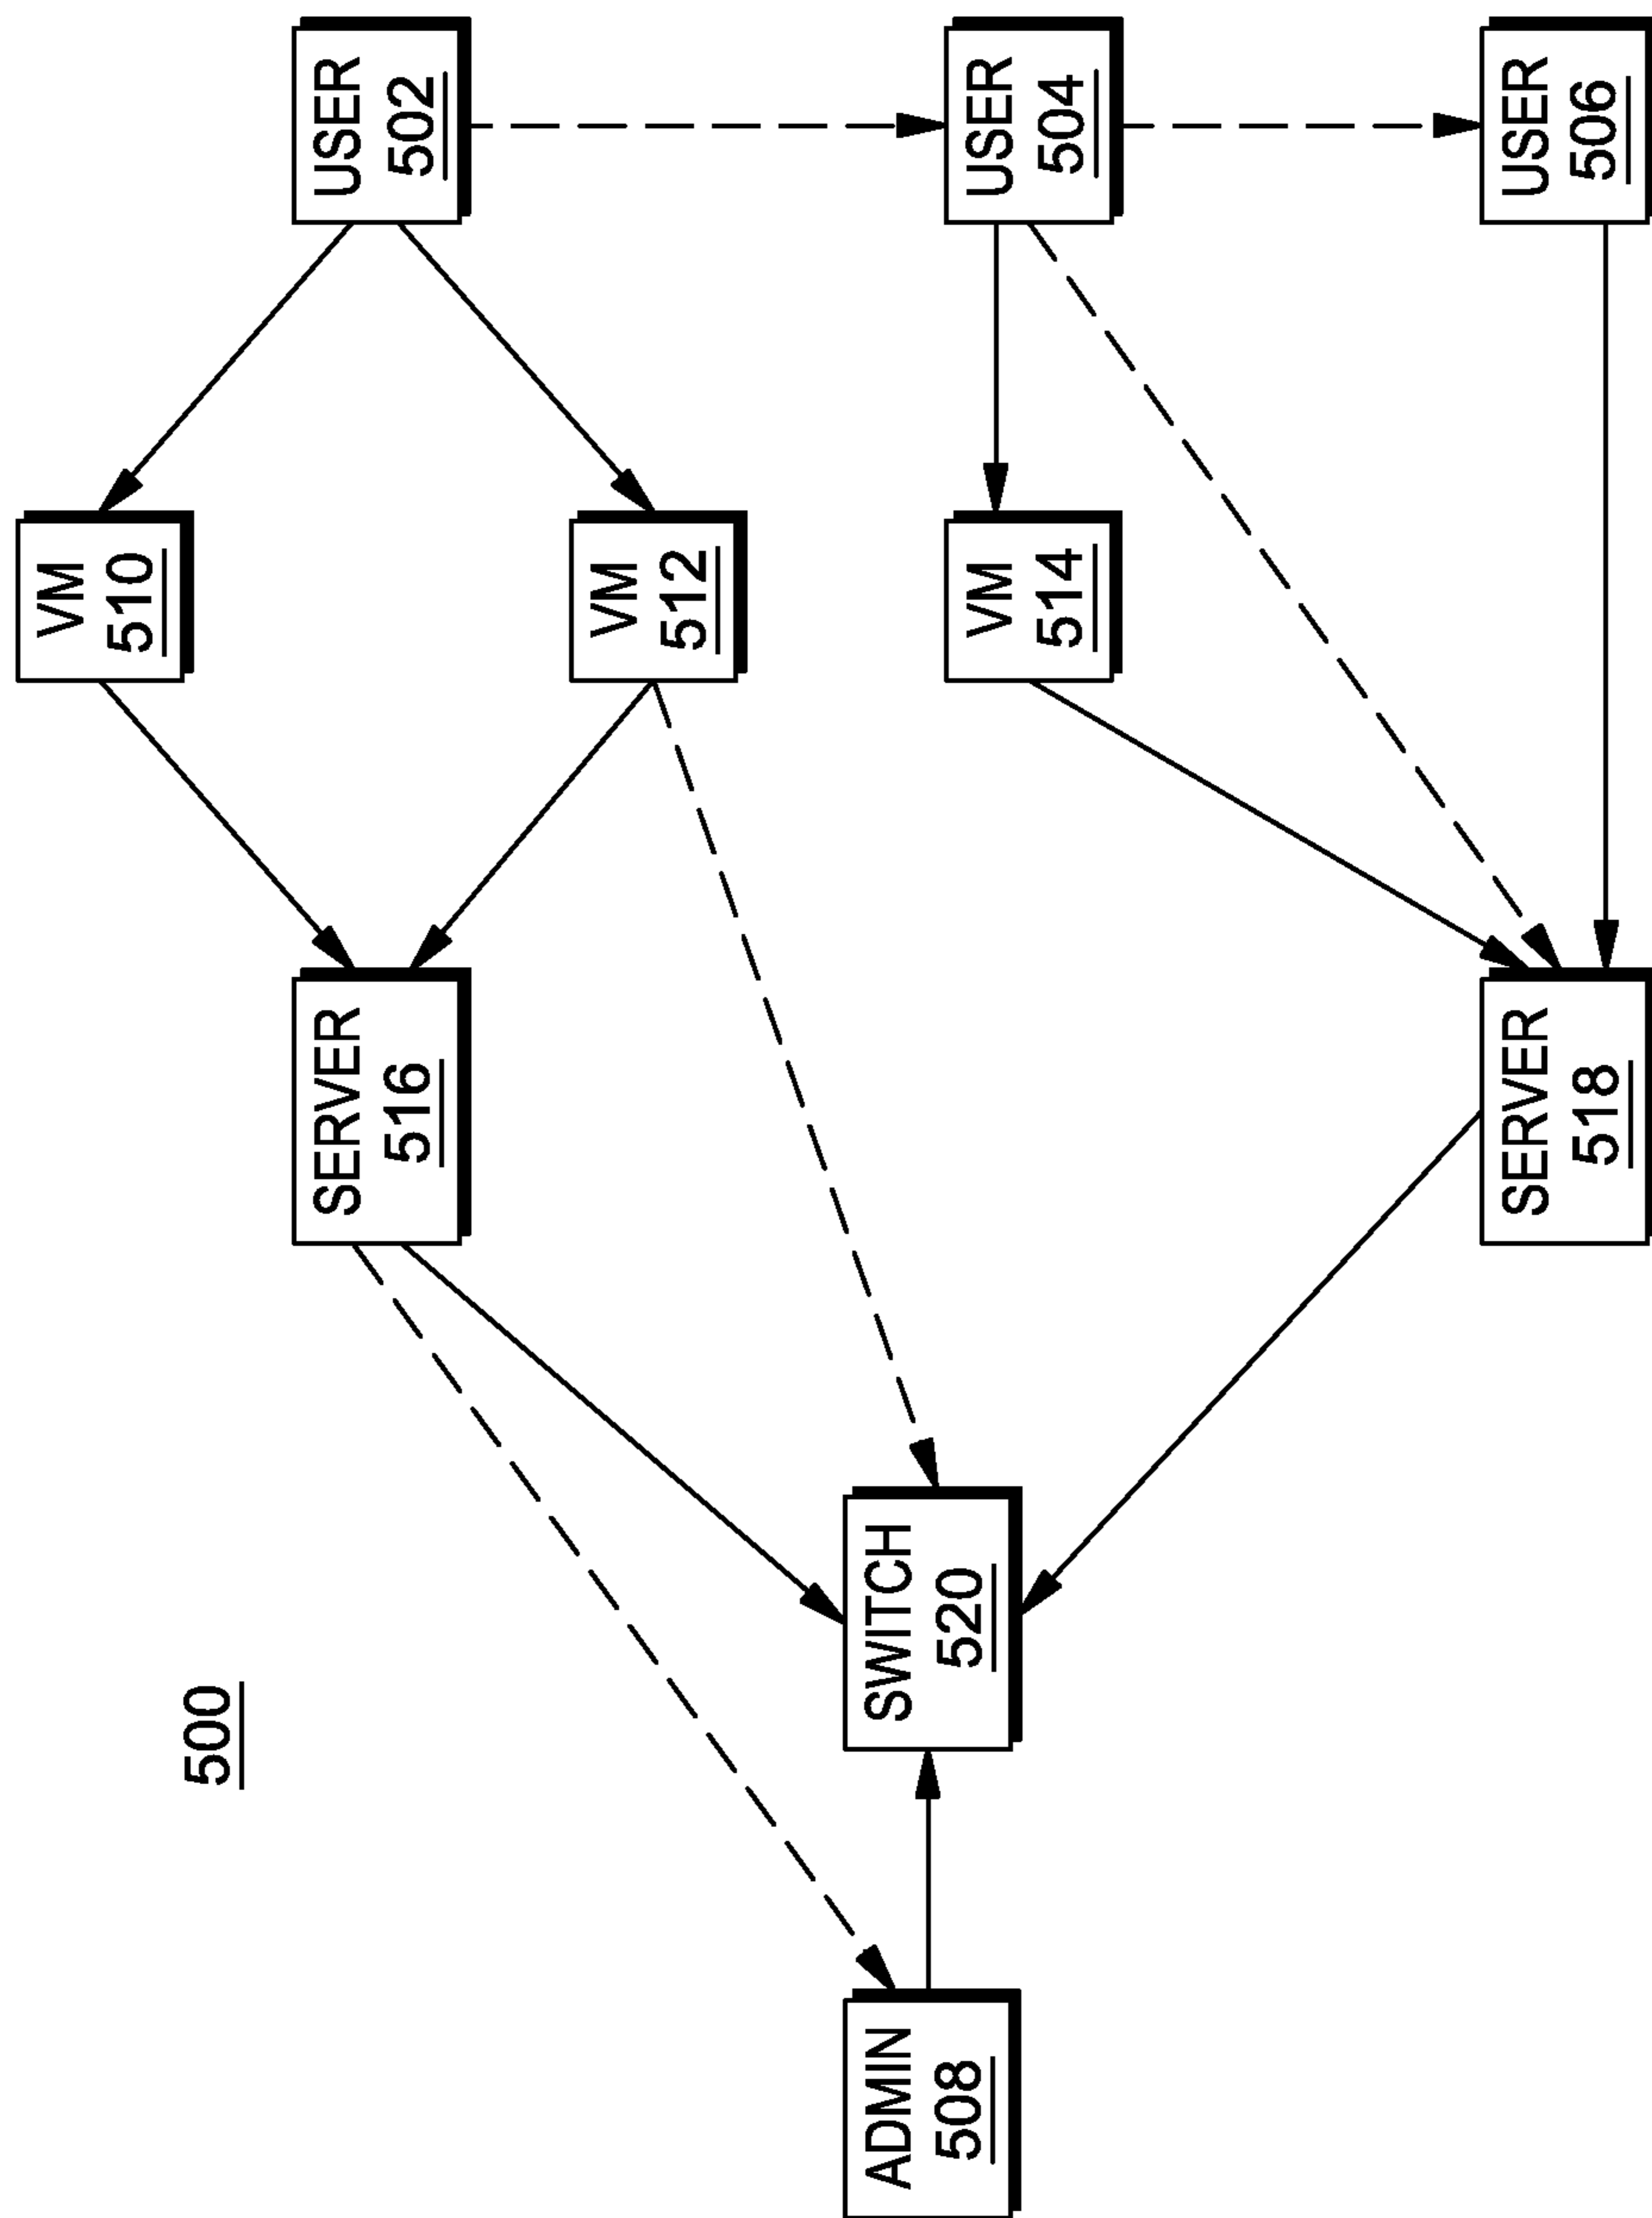 VM
510
500
SERVER
516
USER
502
VM
512
ADMIN
508
SWITCH
520
VM
514
USER
504
SERVER
518
USER
506